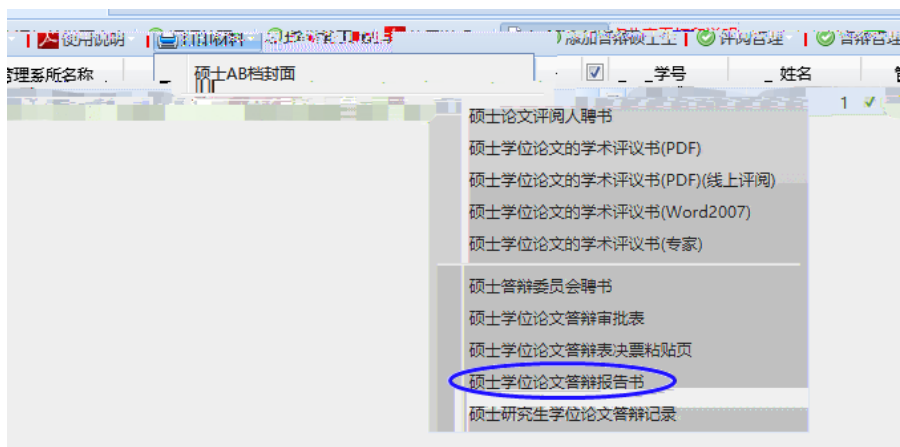 使用说明 打印材料 添加答辩硕士生 评阅管理 答辩管理
管理系所名称 学号 姓名
硕士AB档封面
1
硕士论文评阅人聘书
硕士学位论文的学术评议书(PDF)
硕士学位论文的学术评议书(PDF)(线上评阅)
硕士学位论文的学术评议书(Word2007)
硕士学位论文的学术评议书(专家)
硕士答辩委员会聘书
硕士学位论文答辩审批表
硕士学位论文答辩表决票粘贴页
硕士学位论文答辩报告书
硕士研究生学位论文答辩记录